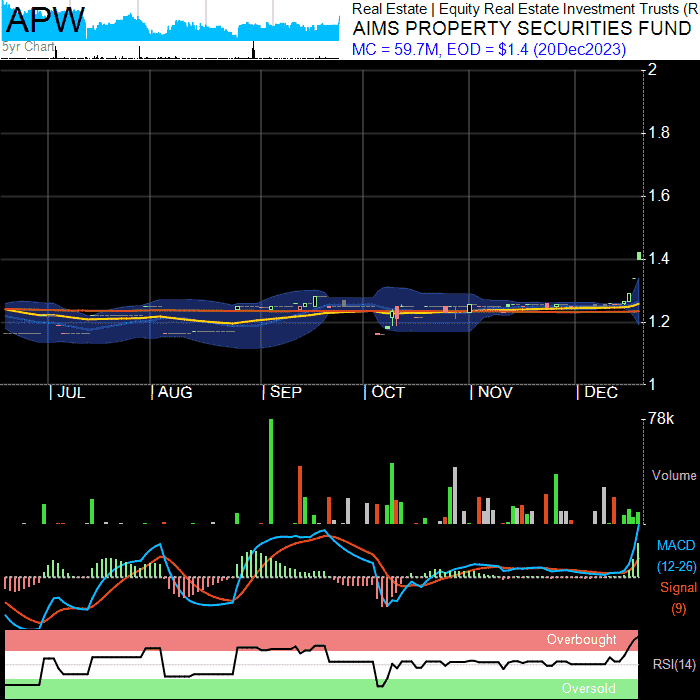 APW
5yr Chart
Real Estate | Equity Real Estate Investment Trusts (R
AIMS PROPERTY SECURITIES FUND
MC = 59.7M, EOD = $1.4 (20Dec2023)
2
1.8
1.6
1.4
1.2
1
| JUL | AUG | SEP | OCT | NOV | DEC
78k
Volume
MACD
(12-26)
Signal
(9)
Overbought
RSI(14)
Oversold